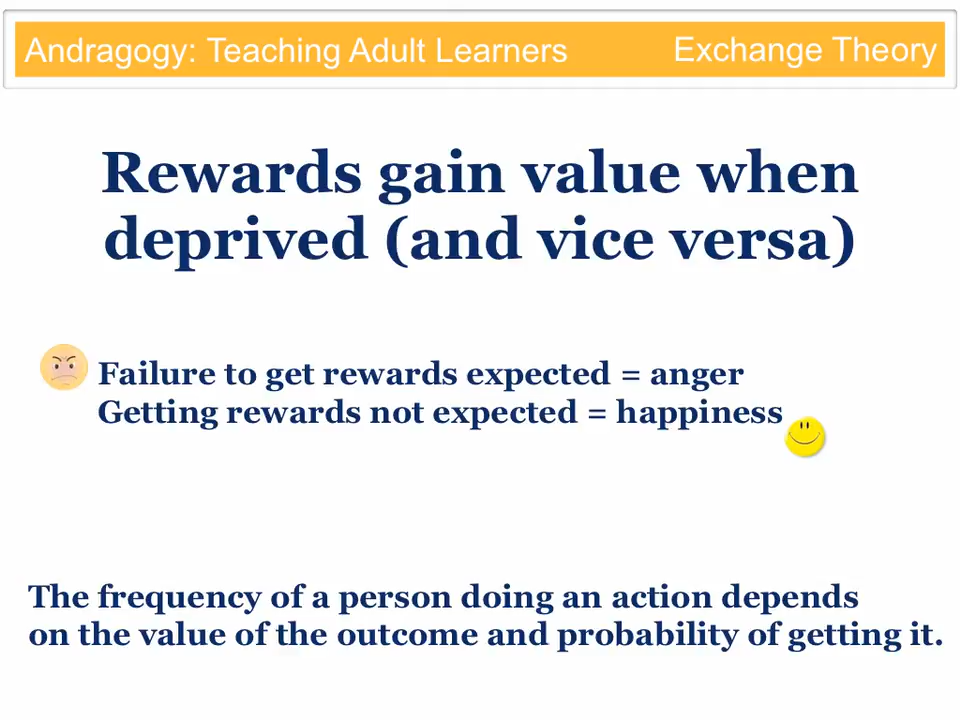 Andragogy: Teaching Adult Learners
Exchange Theory
Rewards gain value when
deprived (and vice versa)
Failure to get rewards expected = anger
Getting rewards not expected = happiness
The frequency of a person doing an action depends
on the value of the outcome and probability of getting it.